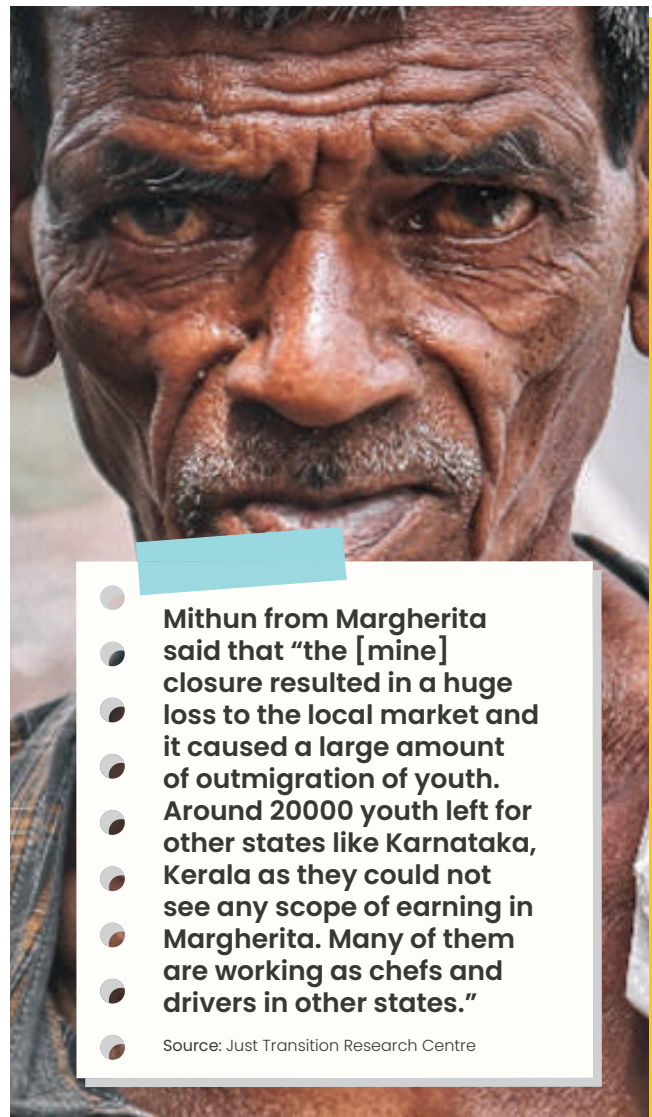 Mithun from Margherita
said that “the [mine]
closure resulted in a huge
loss to the local market and
it caused a large amount
of outmigration of youth.
Around 20000 youth left for
other states like Karnataka,
Kerala as they could not
see any scope of earning in
Margherita. Many of them
are working as chefs and
drivers in other states.”
Source: Just Transition Research Centre